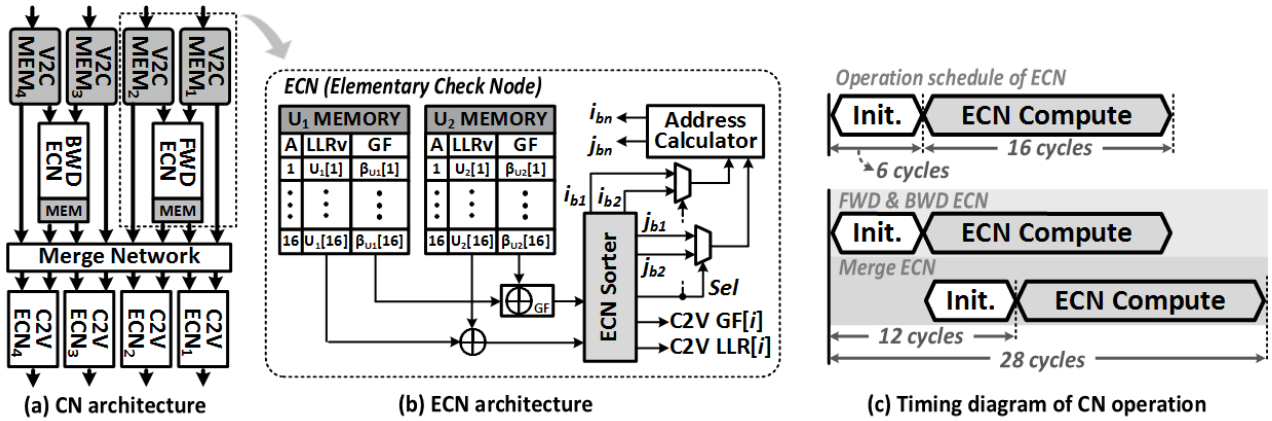 V2C
MEM4
V2C
MEM3
V2C
MEM2
V2C
MEM1
BWD
ECN
MEM
FWD
ECN
MEM
Merge Network
C2V
ECN4
C2V
ECN3
C2V
ECN2
C2V
ECN1
(a) CN architecture
ECN (Elementary Check Node)
U1 MEMORY
A LLRv GF
1 U1[1] βU1[1]
16 U1[16] βU1[16]
U2 MEMORY
A LLRv GF
1 U2[1] βU2[1]
16 U2[16] βU2[16]
GF
ECN Sorter
ibn
jbn
Address
Calculator
ib1
ib2
jb1
jb2
Sel
C2V GF[i]
C2V LLR[i]
(b) ECN architecture
Operation schedule of ECN
Init.
ECN Compute
6 cycles
16 cycles
FWD & BWD ECN
Init.
ECN Compute
Merge ECN
Init.
ECN Compute
12 cycles
28 cycles
(c) Timing diagram of CN operation